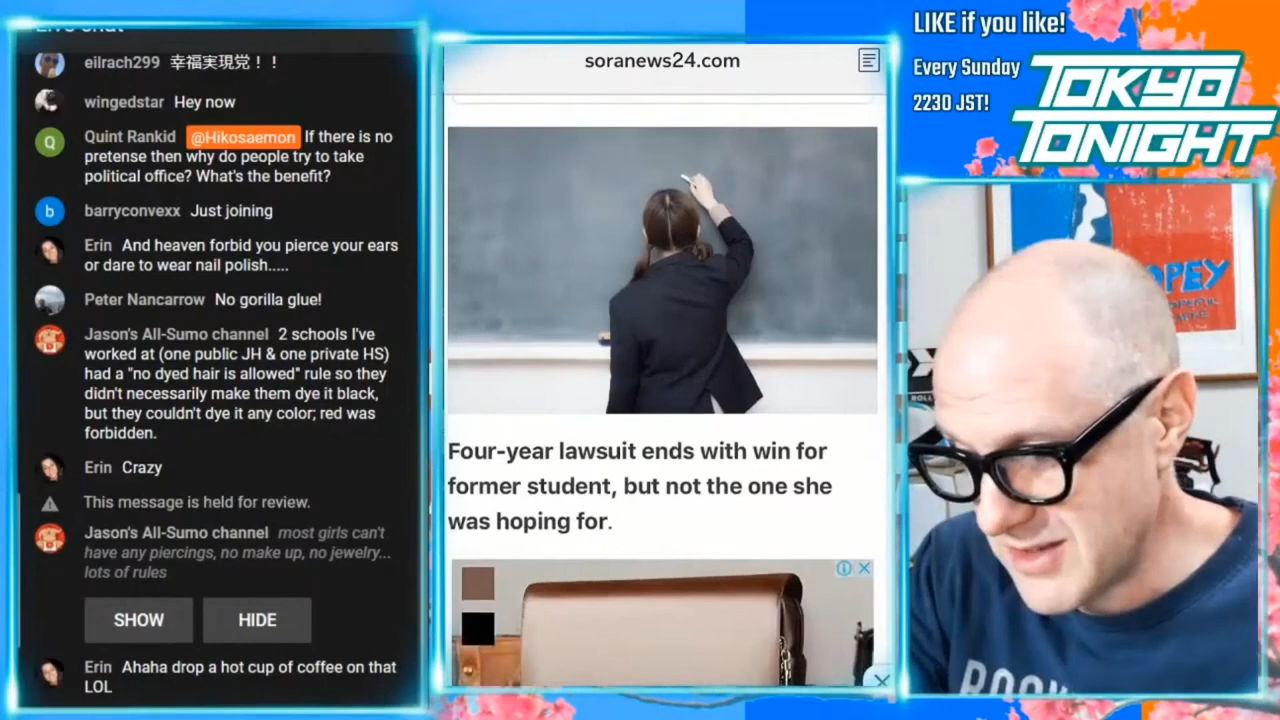 Live chat
eilrach299 幸福実現党！！
wingedstar Hey now
Quint Rankid @Hikosaemon If there is no
pretense then why do people try to take
political office? What's the benefit?
barryconvexx Just joining
Erin And heaven forbid you pierce your ears
or dare to wear nail polish.....
Peter Nancarrow No gorilla glue!
Jason's All-Sumo channel 2 schools I've
worked at (one public JH & one private HS)
had a "no dyed hair is allowed" rule so they
didn't necessarily make them dye it black,
but they couldn't dye it any color; red was
forbidden.
Erin Crazy
This message is held for review.
Jason's All-Sumo channel most girls can't
have any piercings, no make up, no jewelry...
lots of rules
SHOW HIDE
Erin Ahaha drop a hot cup of coffee on that
LOL
soranews24.com
Four-year lawsuit ends with win for
former student, but not the one she
was hoping for.
LIKE if you like!
Every Sunday
2230 JST!
TOKYO
TONIGHT
OPEY
ROLL